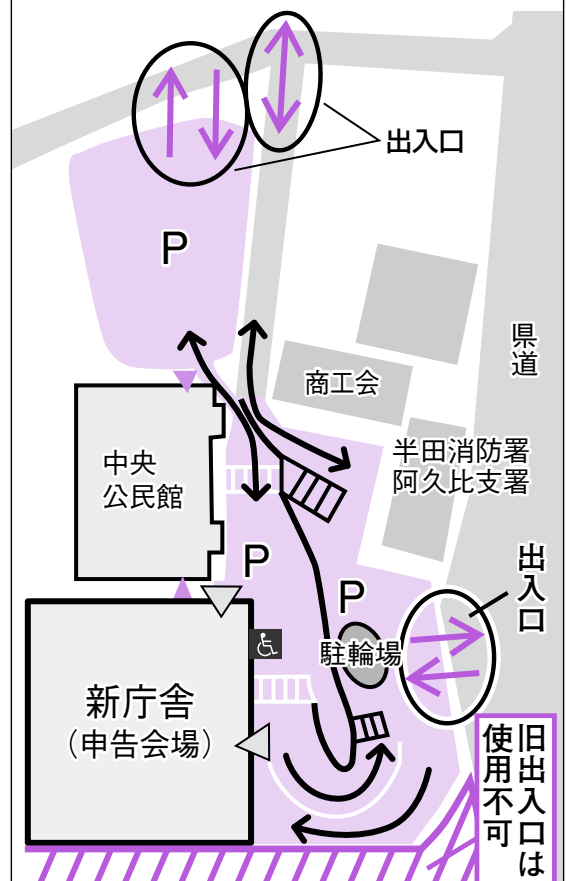 出入口
P
県道
商工会
半田消防署
阿久比支署
中央
公民館
P
P
出入口
駐輪場
新庁舎
（申告会場）
旧出入口は
使用不可